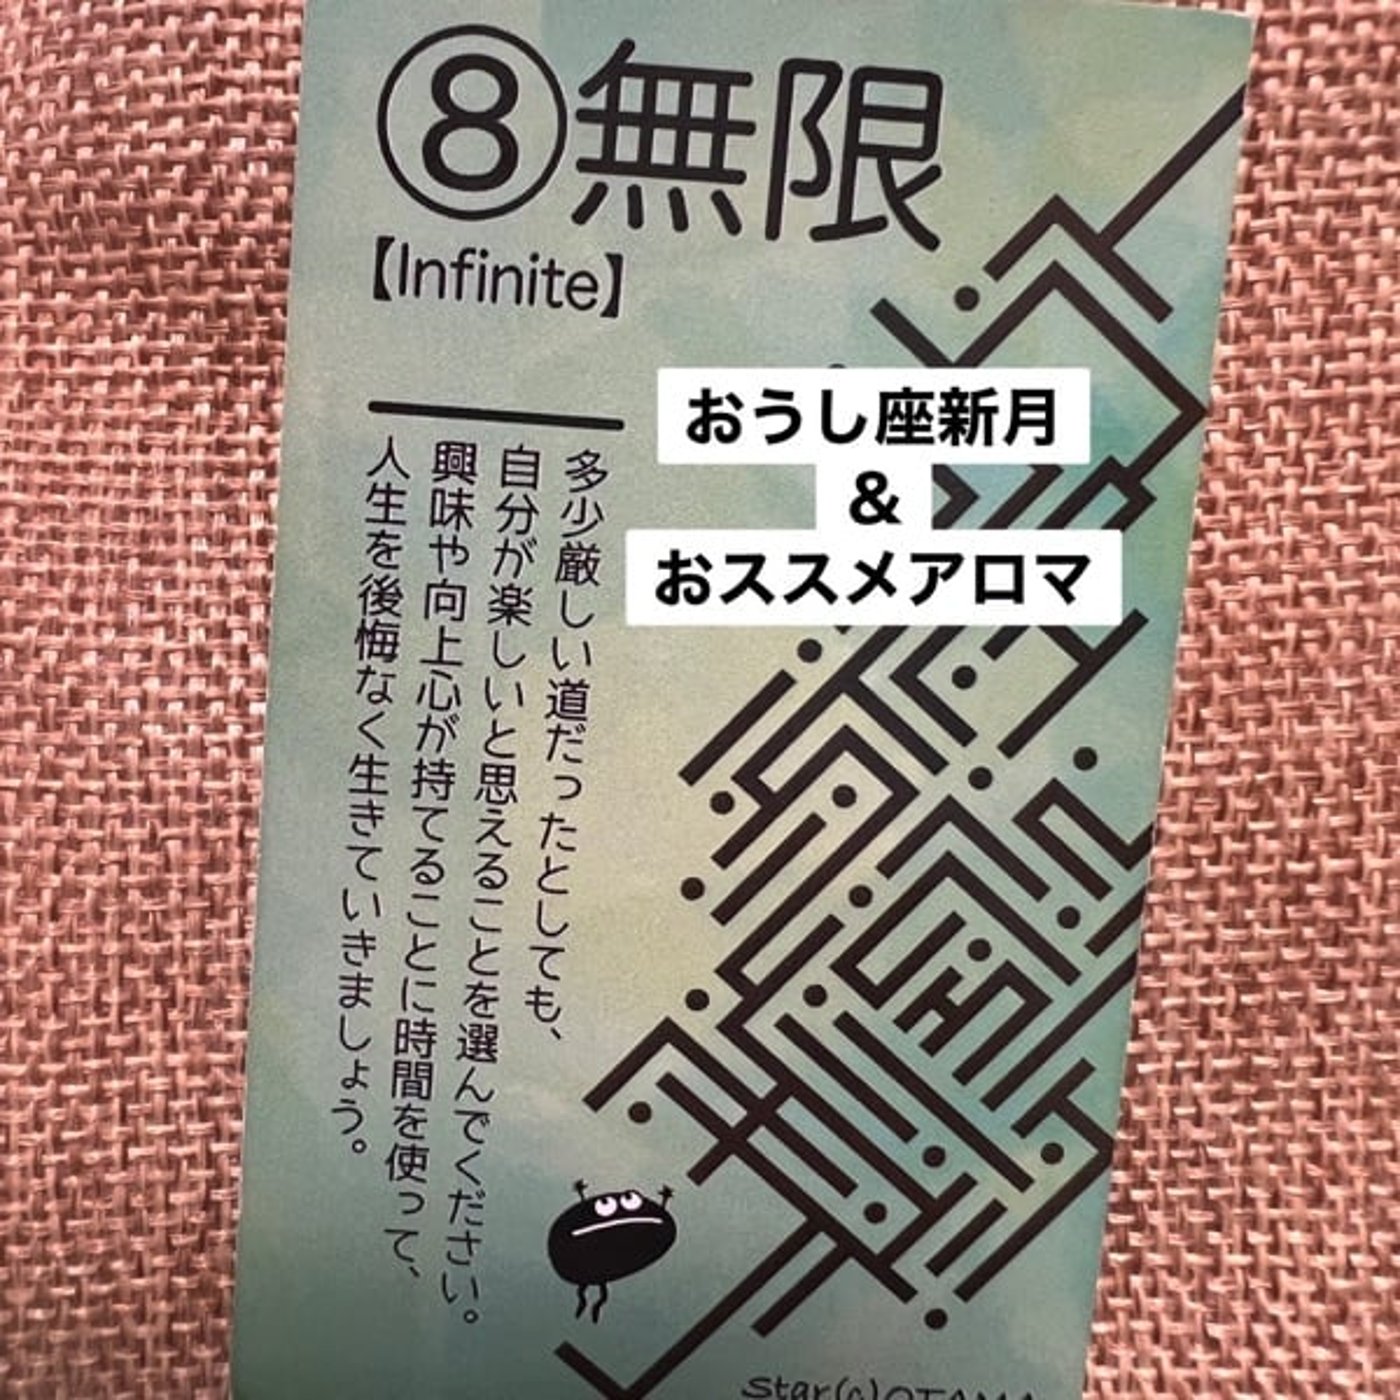 ⑧無限
【Infinite】
おうし座新月
&
おススメアロマ
多少厳しい道だったとしても、
自分が楽しいと思えることを選んでください。
興味や向上心が持てることに時間を使って、
人生を後悔なく生きていきましょう。
Star(c)OTAMA